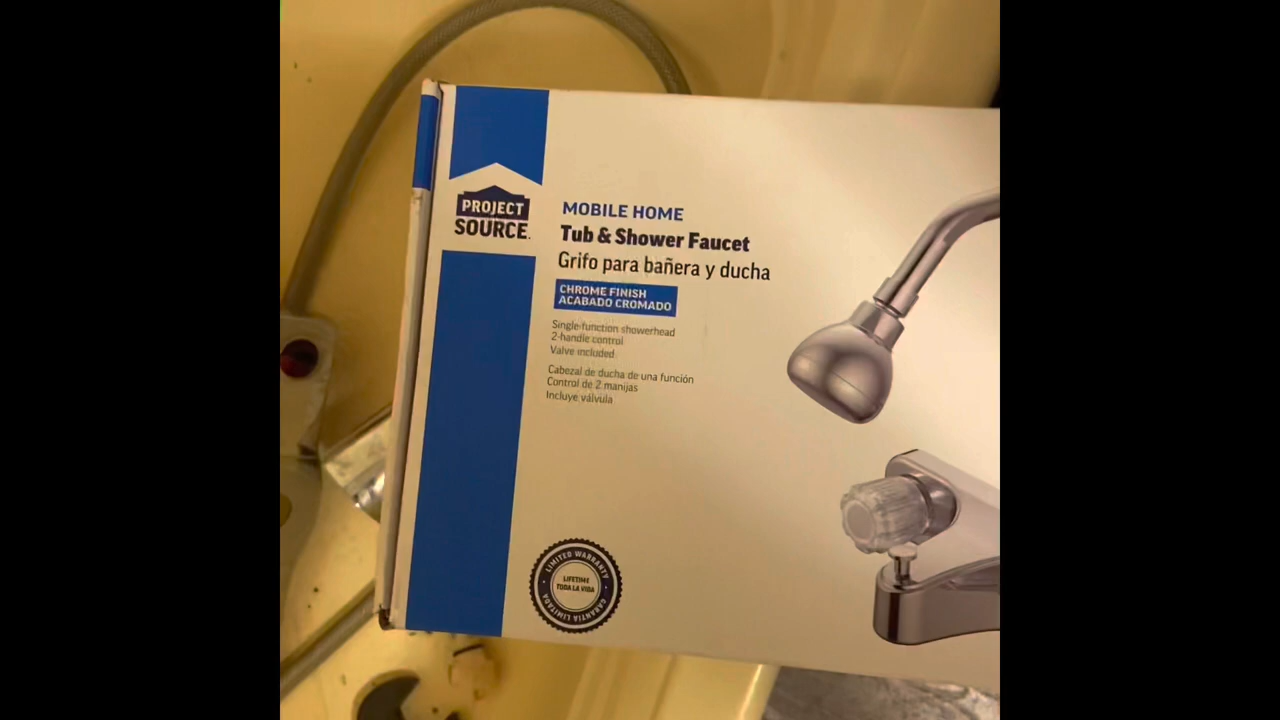 PROJECT
SOURCE.
MOBILE HOME
Tub & Shower Faucet
Grifo para bañera y ducha
CHROME FINISH
ACABADO CROMADO
Single-function showerhead
2-handle control
Valve included
Cabezal de ducha de una función
Control de 2 manijas
Incluye válvula
LIMITED WARRANTY
LIFETIME
TODA LA VIDA
GARANTÍA LIMITADA